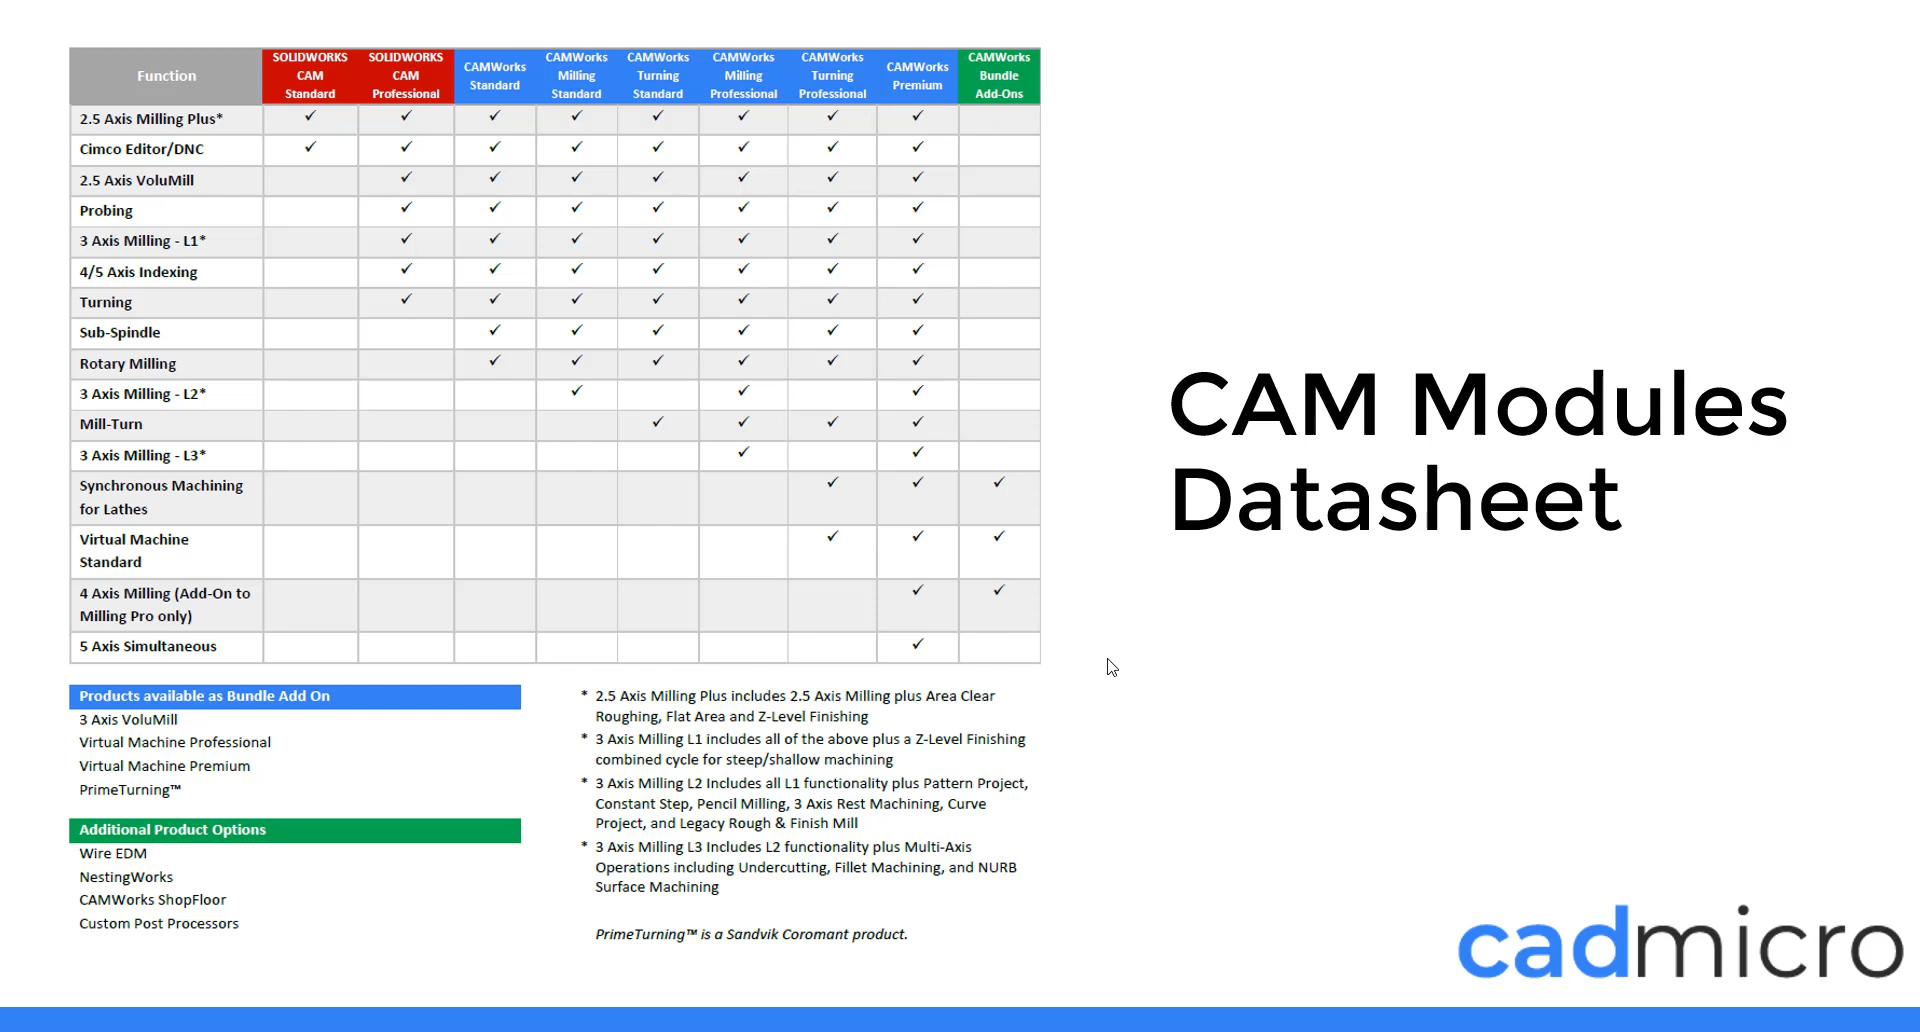 Function
SOLIDWORKS CAM Standard
SOLIDWORKS CAM Professional
CAMWorks Standard
CAMWorks Milling Standard
CAMWorks Turning Standard
CAMWorks Milling Professional
CAMWorks Turning Professional
CAMWorks Premium
CAMWorks Bundle Add-Ons
2.5 Axis Milling Plus* ✓ ✓ ✓ ✓ ✓ ✓ ✓ ✓
Cimco Editor/DNC ✓ ✓ ✓ ✓ ✓ ✓ ✓ ✓
2.5 Axis VoluMill ✓ ✓ ✓ ✓ ✓ ✓ ✓
Probing ✓ ✓ ✓ ✓ ✓ ✓ ✓
3 Axis Milling - L1* ✓ ✓ ✓ ✓ ✓ ✓ ✓
4/5 Axis Indexing ✓ ✓ ✓ ✓ ✓ ✓ ✓
Turning ✓ ✓ ✓ ✓ ✓ ✓ ✓
Sub-Spindle ✓ ✓ ✓ ✓ ✓ ✓
Rotary Milling ✓ ✓ ✓ ✓ ✓ ✓
3 Axis Milling - L2* ✓ ✓ ✓
Mill-Turn ✓ ✓ ✓ ✓
3 Axis Milling - L3* ✓ ✓
Synchronous Machining ✓ ✓ ✓
for Lathes
Virtual Machine ✓ ✓ ✓
Standard
4 Axis Milling (Add-On to ✓ ✓
Milling Pro only)
5 Axis Simultaneous ✓
Products available as Bundle Add On
3 Axis VoluMill
Virtual Machine Professional
Virtual Machine Premium
PrimeTurning™
Additional Product Options
Wire EDM
NestingWorks
CAMWorks ShopFloor
Custom Post Processors
* 2.5 Axis Milling Plus includes 2.5 Axis Milling plus Area Clear
Roughing, Flat Area and Z-Level Finishing
* 3 Axis Milling L1 includes all of the above plus a Z-Level Finishing
combined cycle for steep/shallow machining
* 3 Axis Milling L2 Includes all L1 functionality plus Pattern Project,
Constant Step, Pencil Milling, 3 Axis Rest Machining, Curve
Project, and Legacy Rough & Finish Mill
* 3 Axis Milling L3 Includes L2 functionality plus Multi-Axis
Operations including Undercutting, Fillet Machining, and NURB
Surface Machining
PrimeTurning™ is a Sandvik Coromant product.
CAM Modules
Datasheet
cadmicro